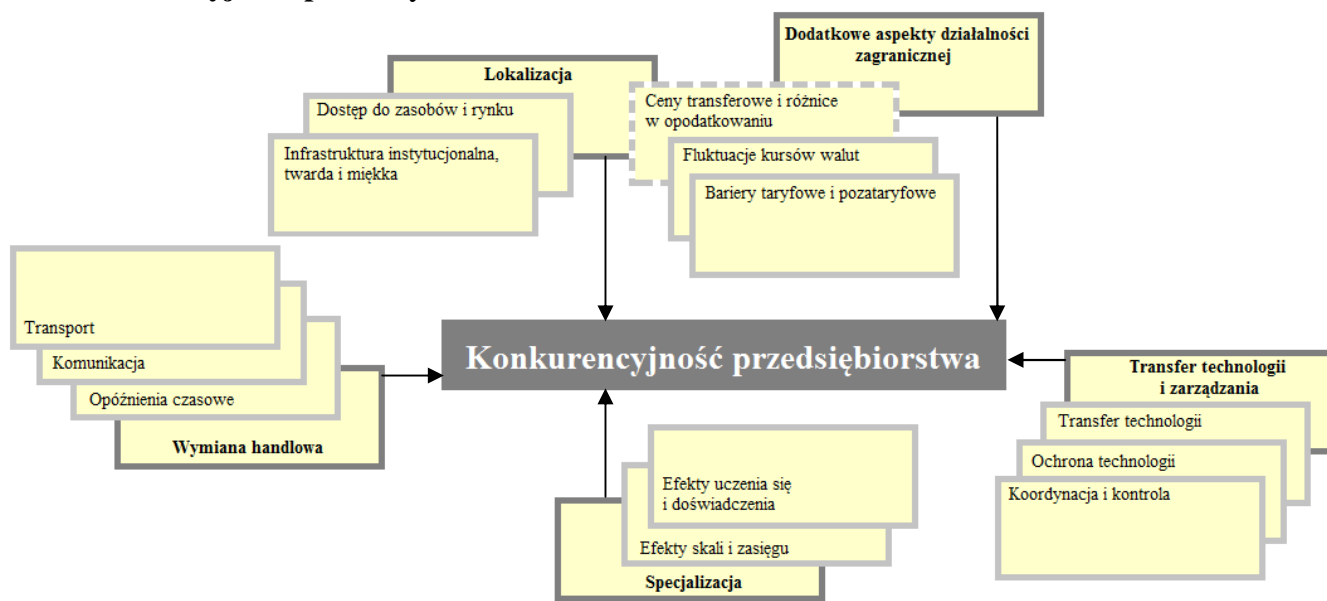 Dodatkowe aspekty działalności
zagranicznej
Lokalizacja
Dostęp do zasobów i rynku
Infrastruktura instytucjonalna,
twarda i miękka
Ceny transferowe i różnice
w opodatkowaniu
Fluktuacje kursów walut
Bariery taryfowe i pozataryfowe
Transport
Komunikacja
Opóźnienia czasowe
Wymiana handlowa
Konkurencyjność przedsiębiorstwa
Transfer technologii
i zarządzania
Transfer technologii
Ochrona technologii
Koordynacja i kontrola
Efekty uczenia się
i doświadczenia
Efekty skali i zasięgu
Specjalizacja